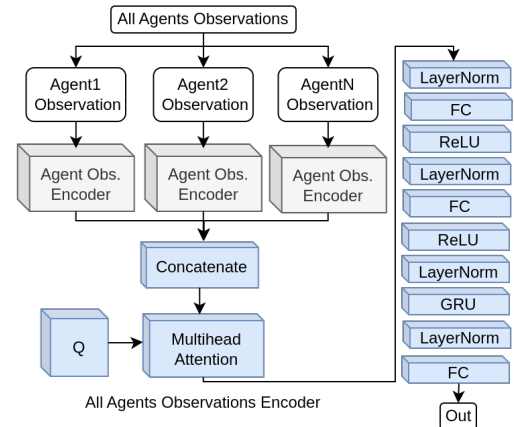 All Agents Observations
Agent1
Observation
Agent2
Observation
AgentN
Observation
Agent Obs.
Encoder
Agent Obs.
Encoder
Agent Obs.
Encoder
Concatenate
Q
Multihead
Attention
All Agents Observations Encoder
LayerNorm
FC
ReLU
LayerNorm
FC
ReLU
LayerNorm
GRU
LayerNorm
FC
Out